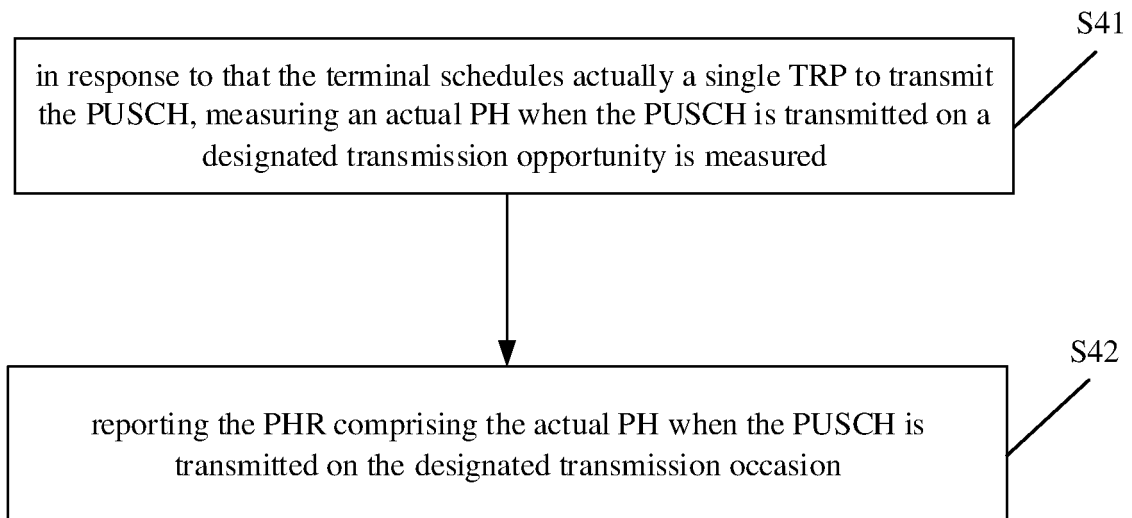 S41
in response to that the terminal schedules actually a single TRP to transmit
the PUSCH, measuring an actual PH when the PUSCH is transmitted on a
designated transmission opportunity is measured
S42
reporting the PHR comprising the actual PH when the PUSCH is
transmitted on the designated transmission occasion